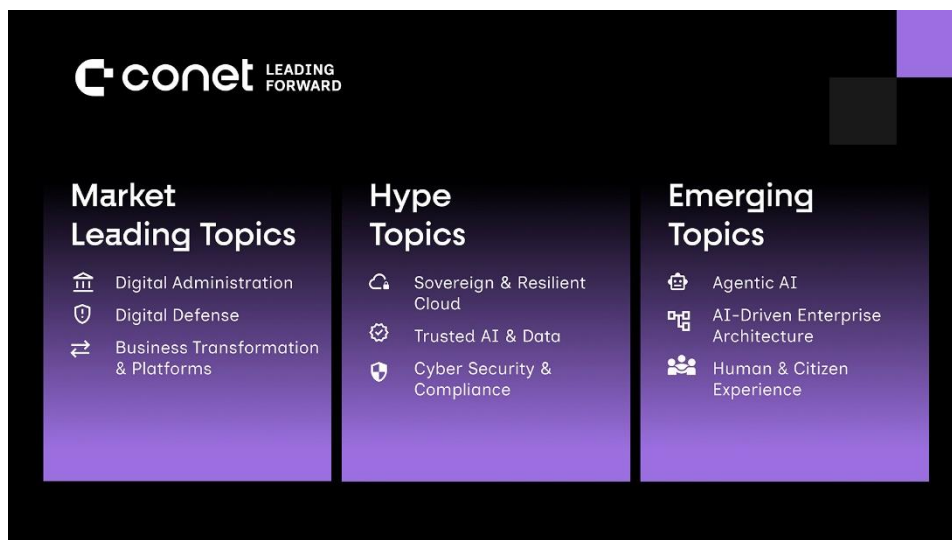 conet LEADING
FORWARD
Market
Leading Topics
Digital Administration
Digital Defense
Business Transformation
& Platforms
Hype
Topics
Sovereign & Resilient
Cloud
Trusted AI & Data
Cyber Security &
Compliance
Emerging
Topics
Agentic AI
AI-Driven Enterprise
Architecture
Human & Citizen
Experience